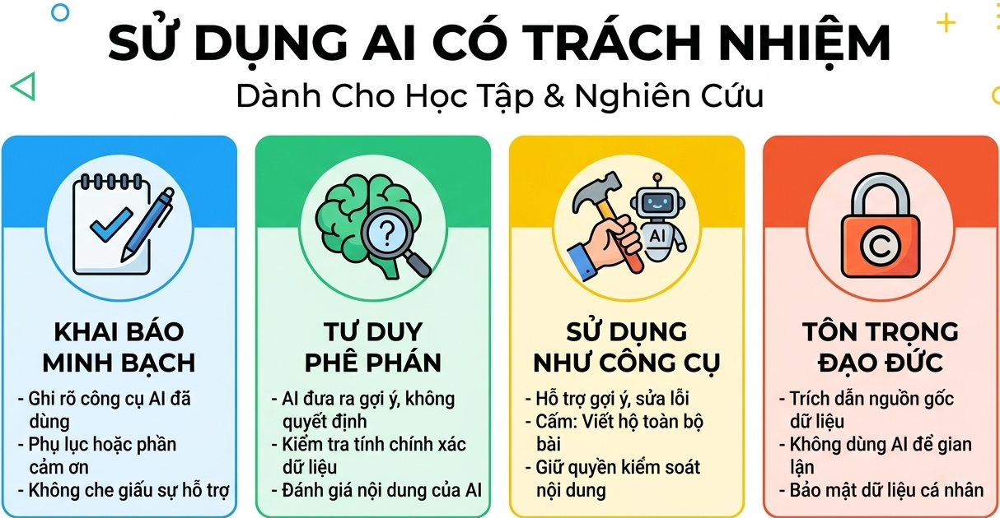 SỬ DỤNG AI CÓ TRÁCH NHIỆM
Dành Cho Học Tập & Nghiên Cứu
KHAI BÁO
MINH BẠCH
- Ghi rõ công cụ AI đã
dùng
- Phụ lục hoặc phần
cảm ơn
- Không che giấu sự hỗ trợ
TƯ DUY
PHÊ PHÁN
- AI đưa ra gợi ý, không
quyết định
- Kiểm tra tính chính xác
dữ liệu
- Đánh giá nội dung của AI
AI
SỬ DỤNG
NHƯ CÔNG CỤ
- Hỗ trợ gợi ý, sửa lỗi
- Cấm: Viết hộ toàn bộ
bài
- Giữ quyền kiểm soát
nội dung
C
TÔN TRỌNG
ĐẠO ĐỨC
- Trích dẫn nguồn gốc
dữ liệu
- Không dùng AI để gian
lận
- Bảo mật dữ liệu cá nhân